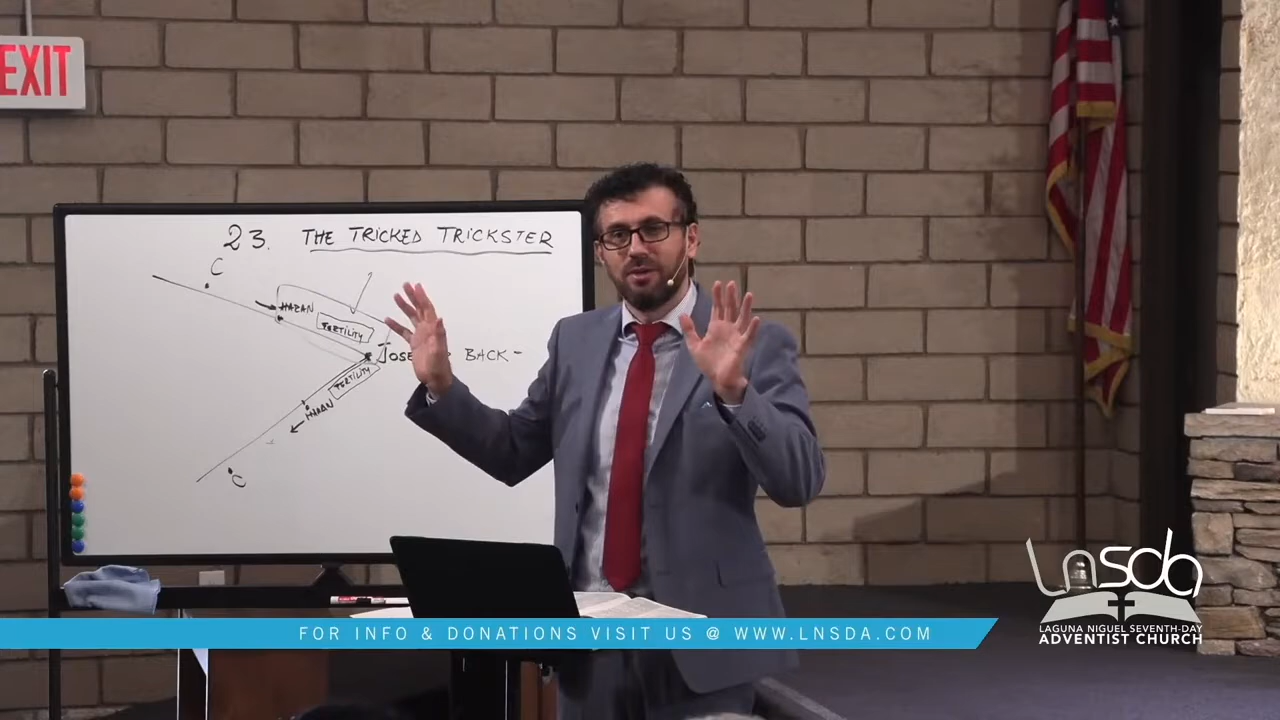 EXIT
23. THE TRICKED TRICKSTER
C
HARAN
FERTILITY
JOSE
BACK -
FERTILITY
HARAN
C
LNSDA
LAGUNA NIGUEL SEVENTH-DAY
ADVENTIST CHURCH
FOR INFO & DONATIONS VISIT US @ WWW.LNSDA.COM